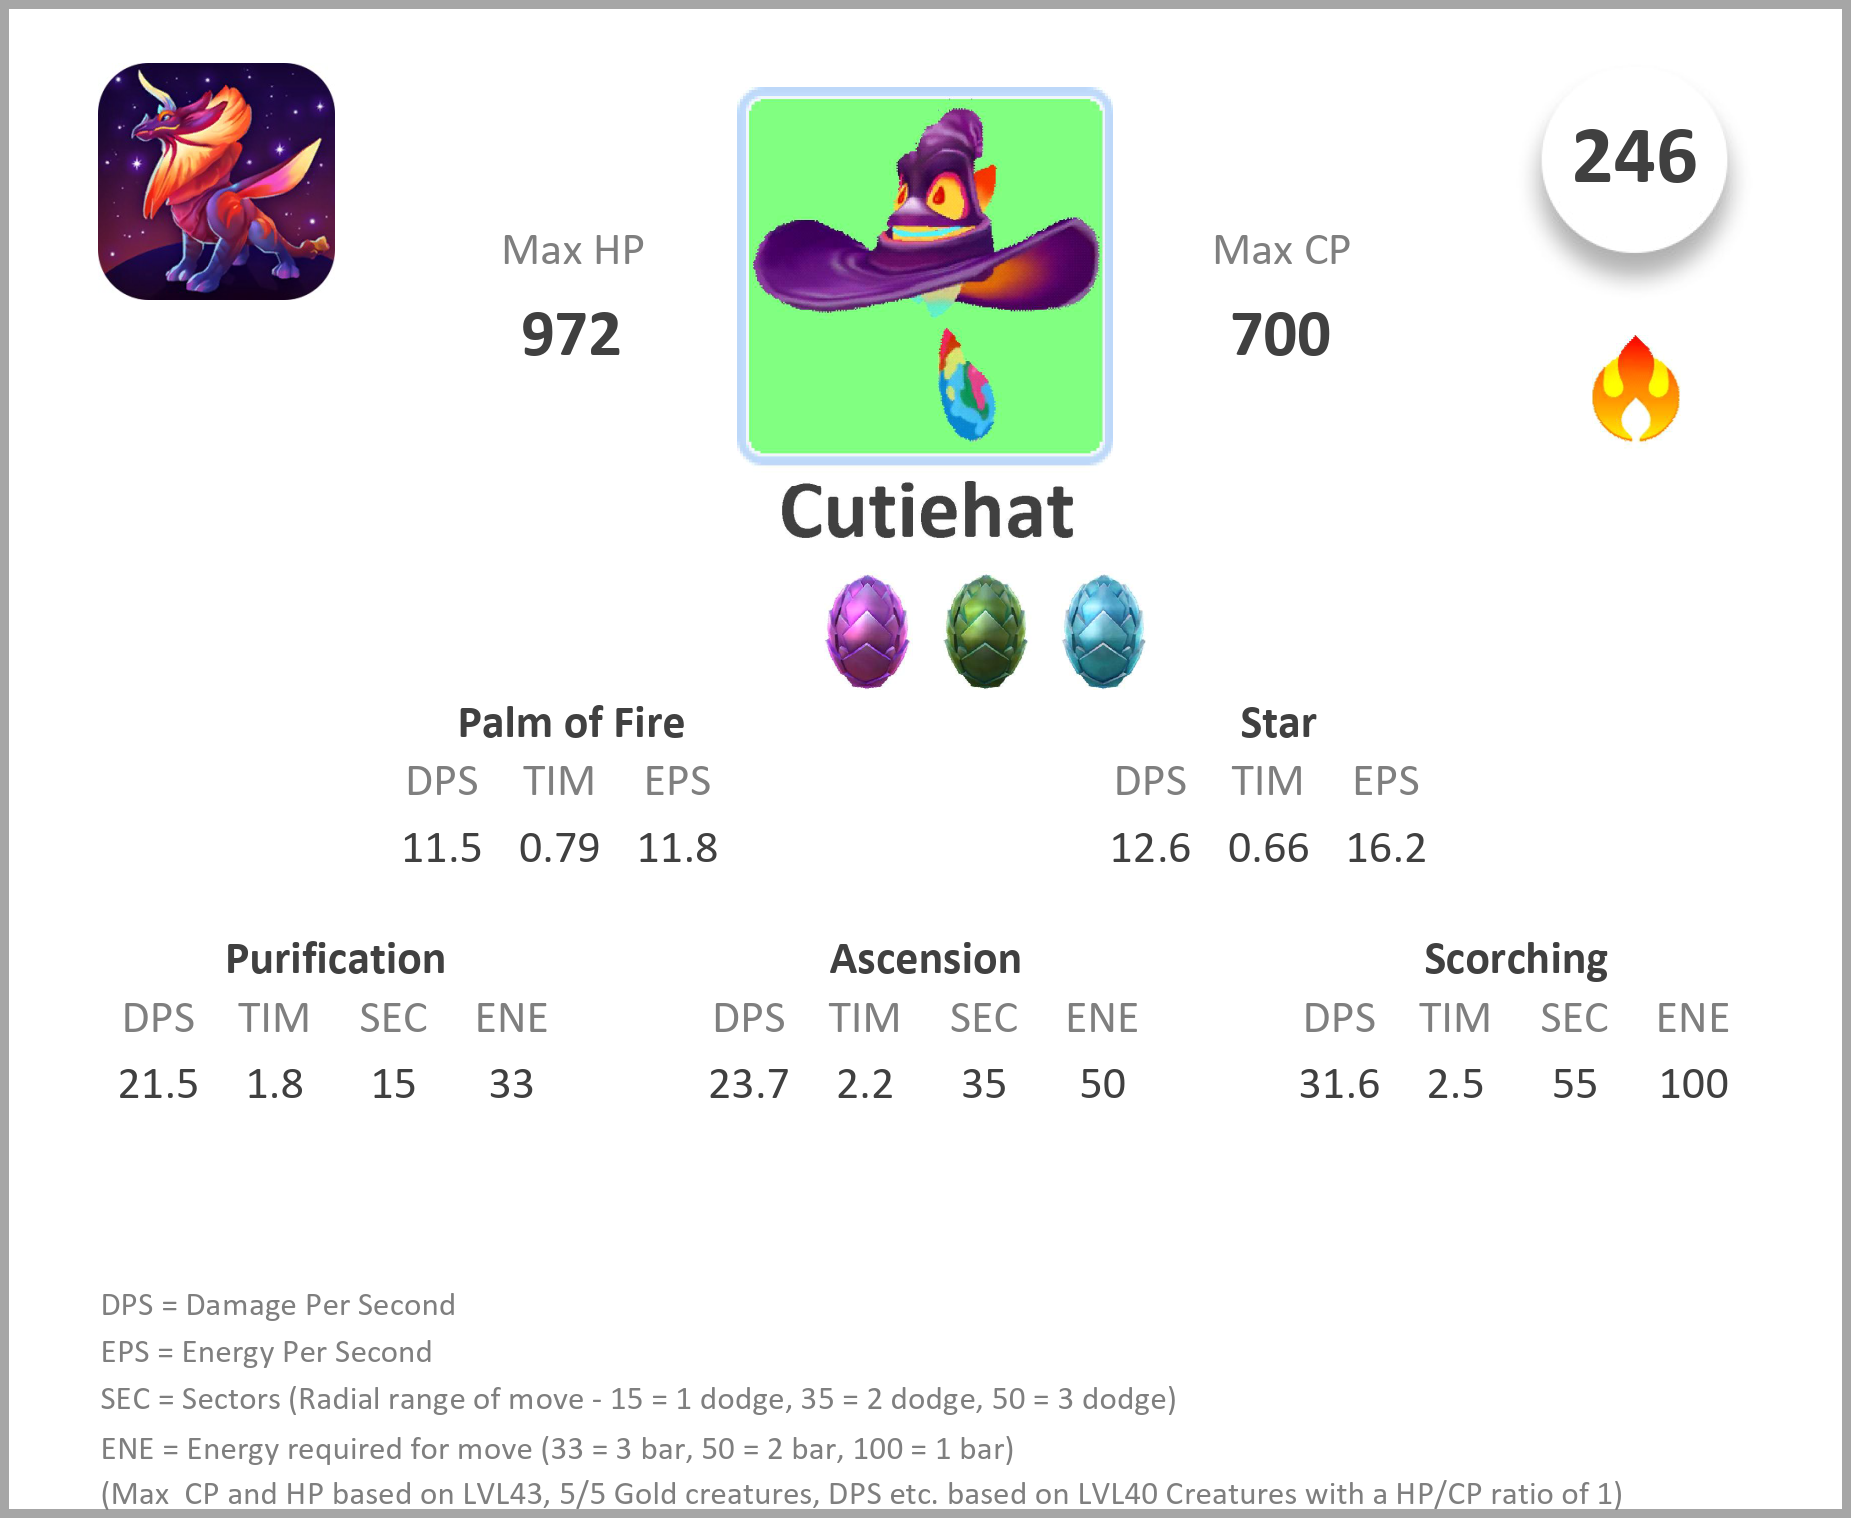 246
Max HP
Max CP
972
700
Cutiehat
Palm of Fire
Star
DPS TIM EPS
DPS TIM EPS
11.5 0.79 11.8
12.6 0.66 16.2
Purification
Ascension
Scorching
DPS TIM SEC ENE
DPS TIM SEC ENE
DPS TIM SEC ENE
21.5 1.8 15 33
23.7 2.2 35 50
31.6 2.5 55 100
DPS = Damage Per Second
EPS = Energy Per Second
SEC = Sectors (Radial range of move - 15 = 1 dodge, 35 = 2 dodge, 50 = 3 dodge)
ENE = Energy required for move (33 = 3 bar, 50 = 2 bar, 100 = 1 bar)
(Max  CP and HP based on LVL43, 5/5 Gold creatures, DPS etc. based on LVL40 Creatures with a HP/CP ratio of 1)